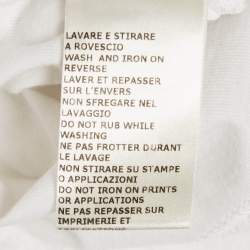 LAVARE E STIRARE
A ROVESCIO
WASH AND IRON ON
REVERSE
LAVER ET REPASSER
SUR L'ENVERS
NON SFREGARE NEL
LAVAGGIO
DO NOT RUB WHILE
WASHING
NE PAS FROTTER DURANT
LE LAVAGE
NON STIRARE SU STAMPE
O APPLICAZIONI
DO NOT IRON ON PRINTS
OR APPLICATIONS
NE PAS REPASSER SUR
IMPRIMERIE ET